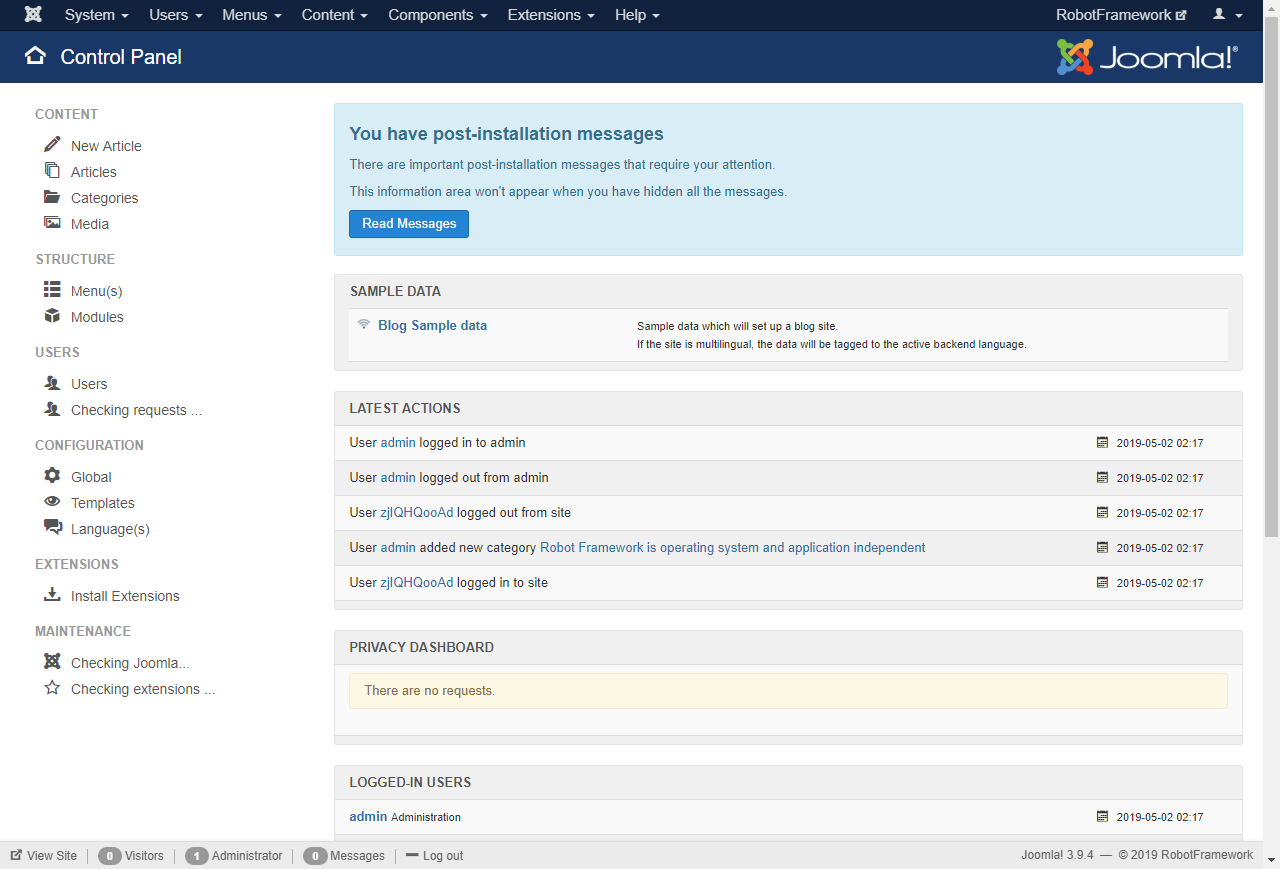 System Users Menus Content Components Extensions Help RobotFramework
Control Panel Joomla!®
CONTENT
New Article
Articles
Categories
Media
STRUCTURE
Menu(s)
Modules
USERS
Users
Checking requests ...
CONFIGURATION
Global
Templates
Language(s)
EXTENSIONS
Install Extensions
MAINTENANCE
Checking Joomla...
Checking extensions ...
You have post-installation messages
There are important post-installation messages that require your attention.
This information area won't appear when you have hidden all the messages.
Read Messages
SAMPLE DATA
Blog Sample data
Sample data which will set up a blog site.
If the site is multilingual, the data will be tagged to the active backend language.
LATEST ACTIONS
User admin logged in to admin 2019-05-02 02:17
User admin logged out from admin 2019-05-02 02:17
User zjlQHQooAd logged out from site 2019-05-02 02:17
User admin added new category Robot Framework is operating system and application independent 2019-05-02 02:17
User zjlQHQooAd logged in to site 2019-05-02 02:17
PRIVACY DASHBOARD
There are no requests.
LOGGED-IN USERS
admin Administration 2019-05-02 02:17
View Site 0 Visitors 1 Administrator 0 Messages Log out Joomla! 3.9.4 — © 2019 RobotFramework